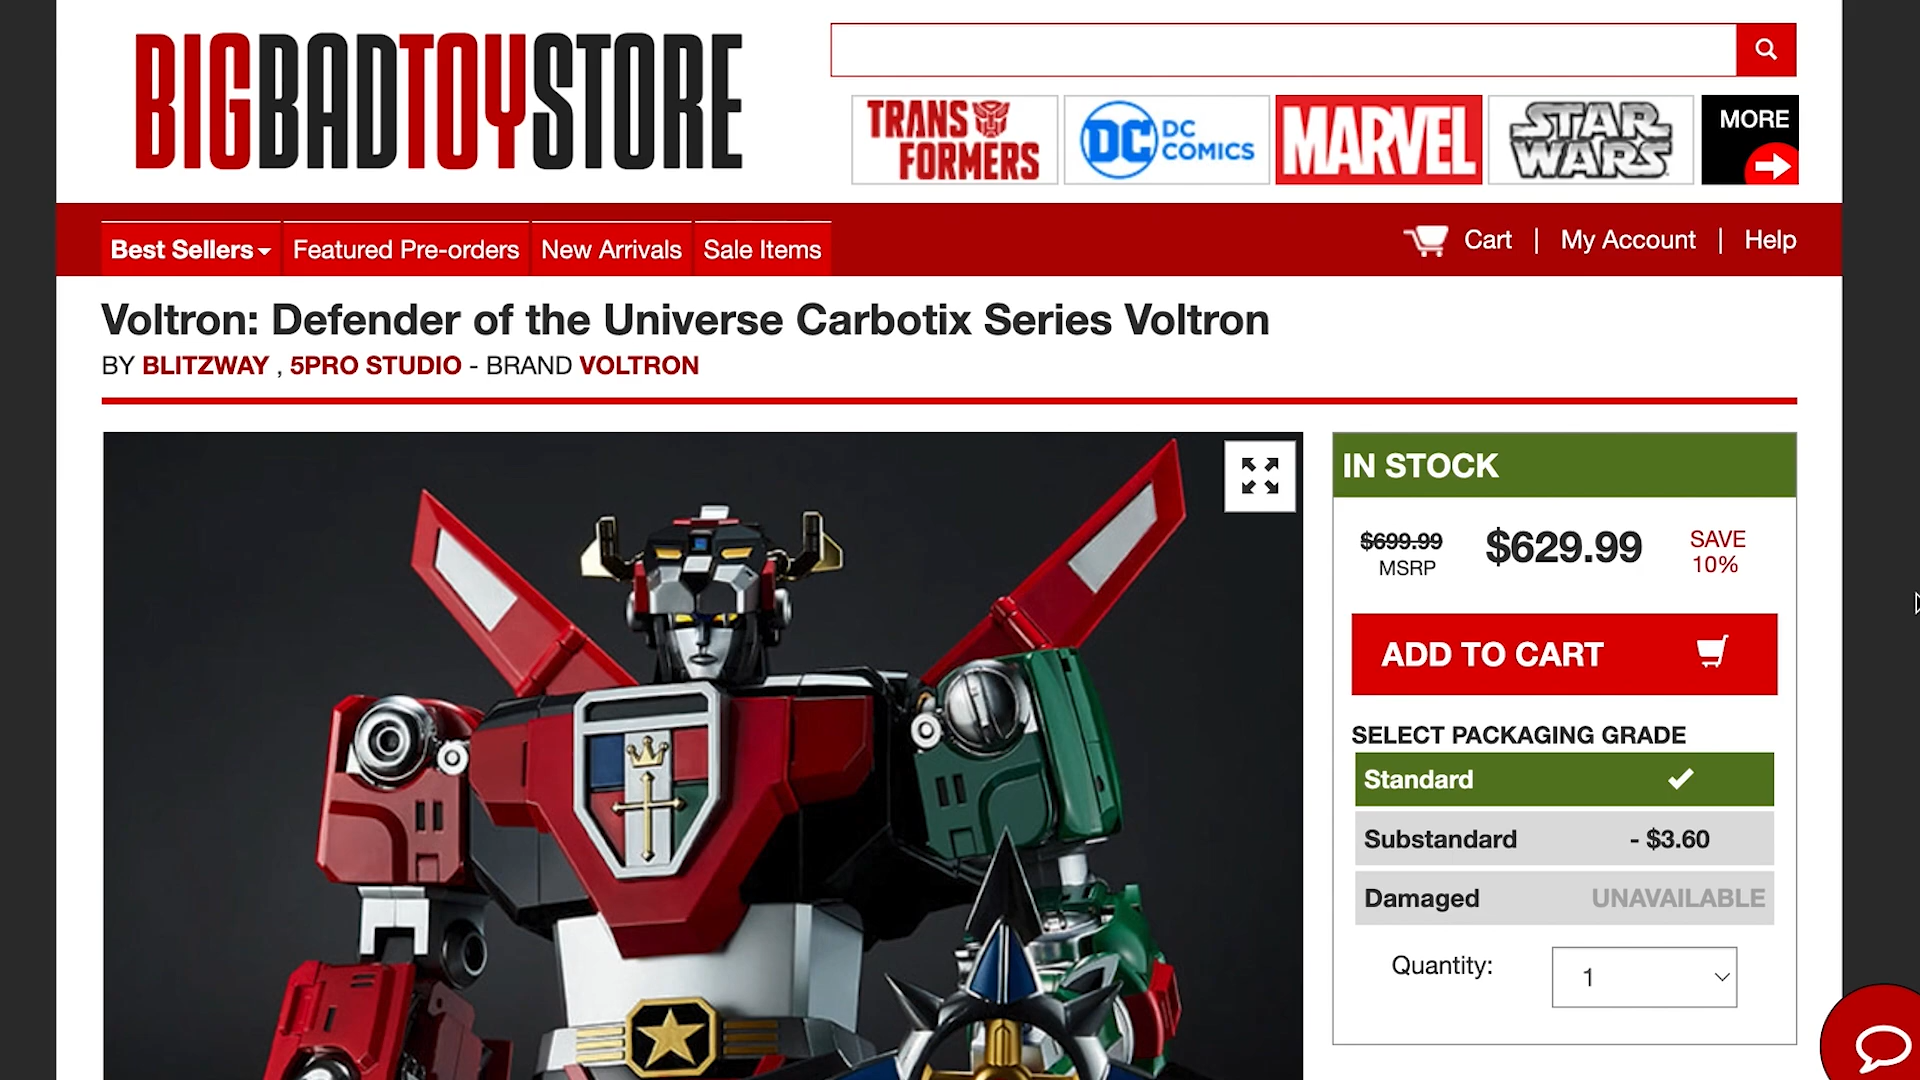 BIGBADTOYSTORE
TRANSFORMERS
DC DC COMICS
MARVEL
STAR WARS
MORE
Best Sellers
Featured Pre-orders
New Arrivals
Sale Items
Cart | My Account | Help
Voltron: Defender of the Universe Carbotix Series Voltron
BY BLITZWAY , 5PRO STUDIO - BRAND VOLTRON
IN STOCK
$699.99
MSRP
$629.99
SAVE
10%
ADD TO CART
SELECT PACKAGING GRADE
Standard
Substandard - $3.60
Damaged UNAVAILABLE
Quantity: 1